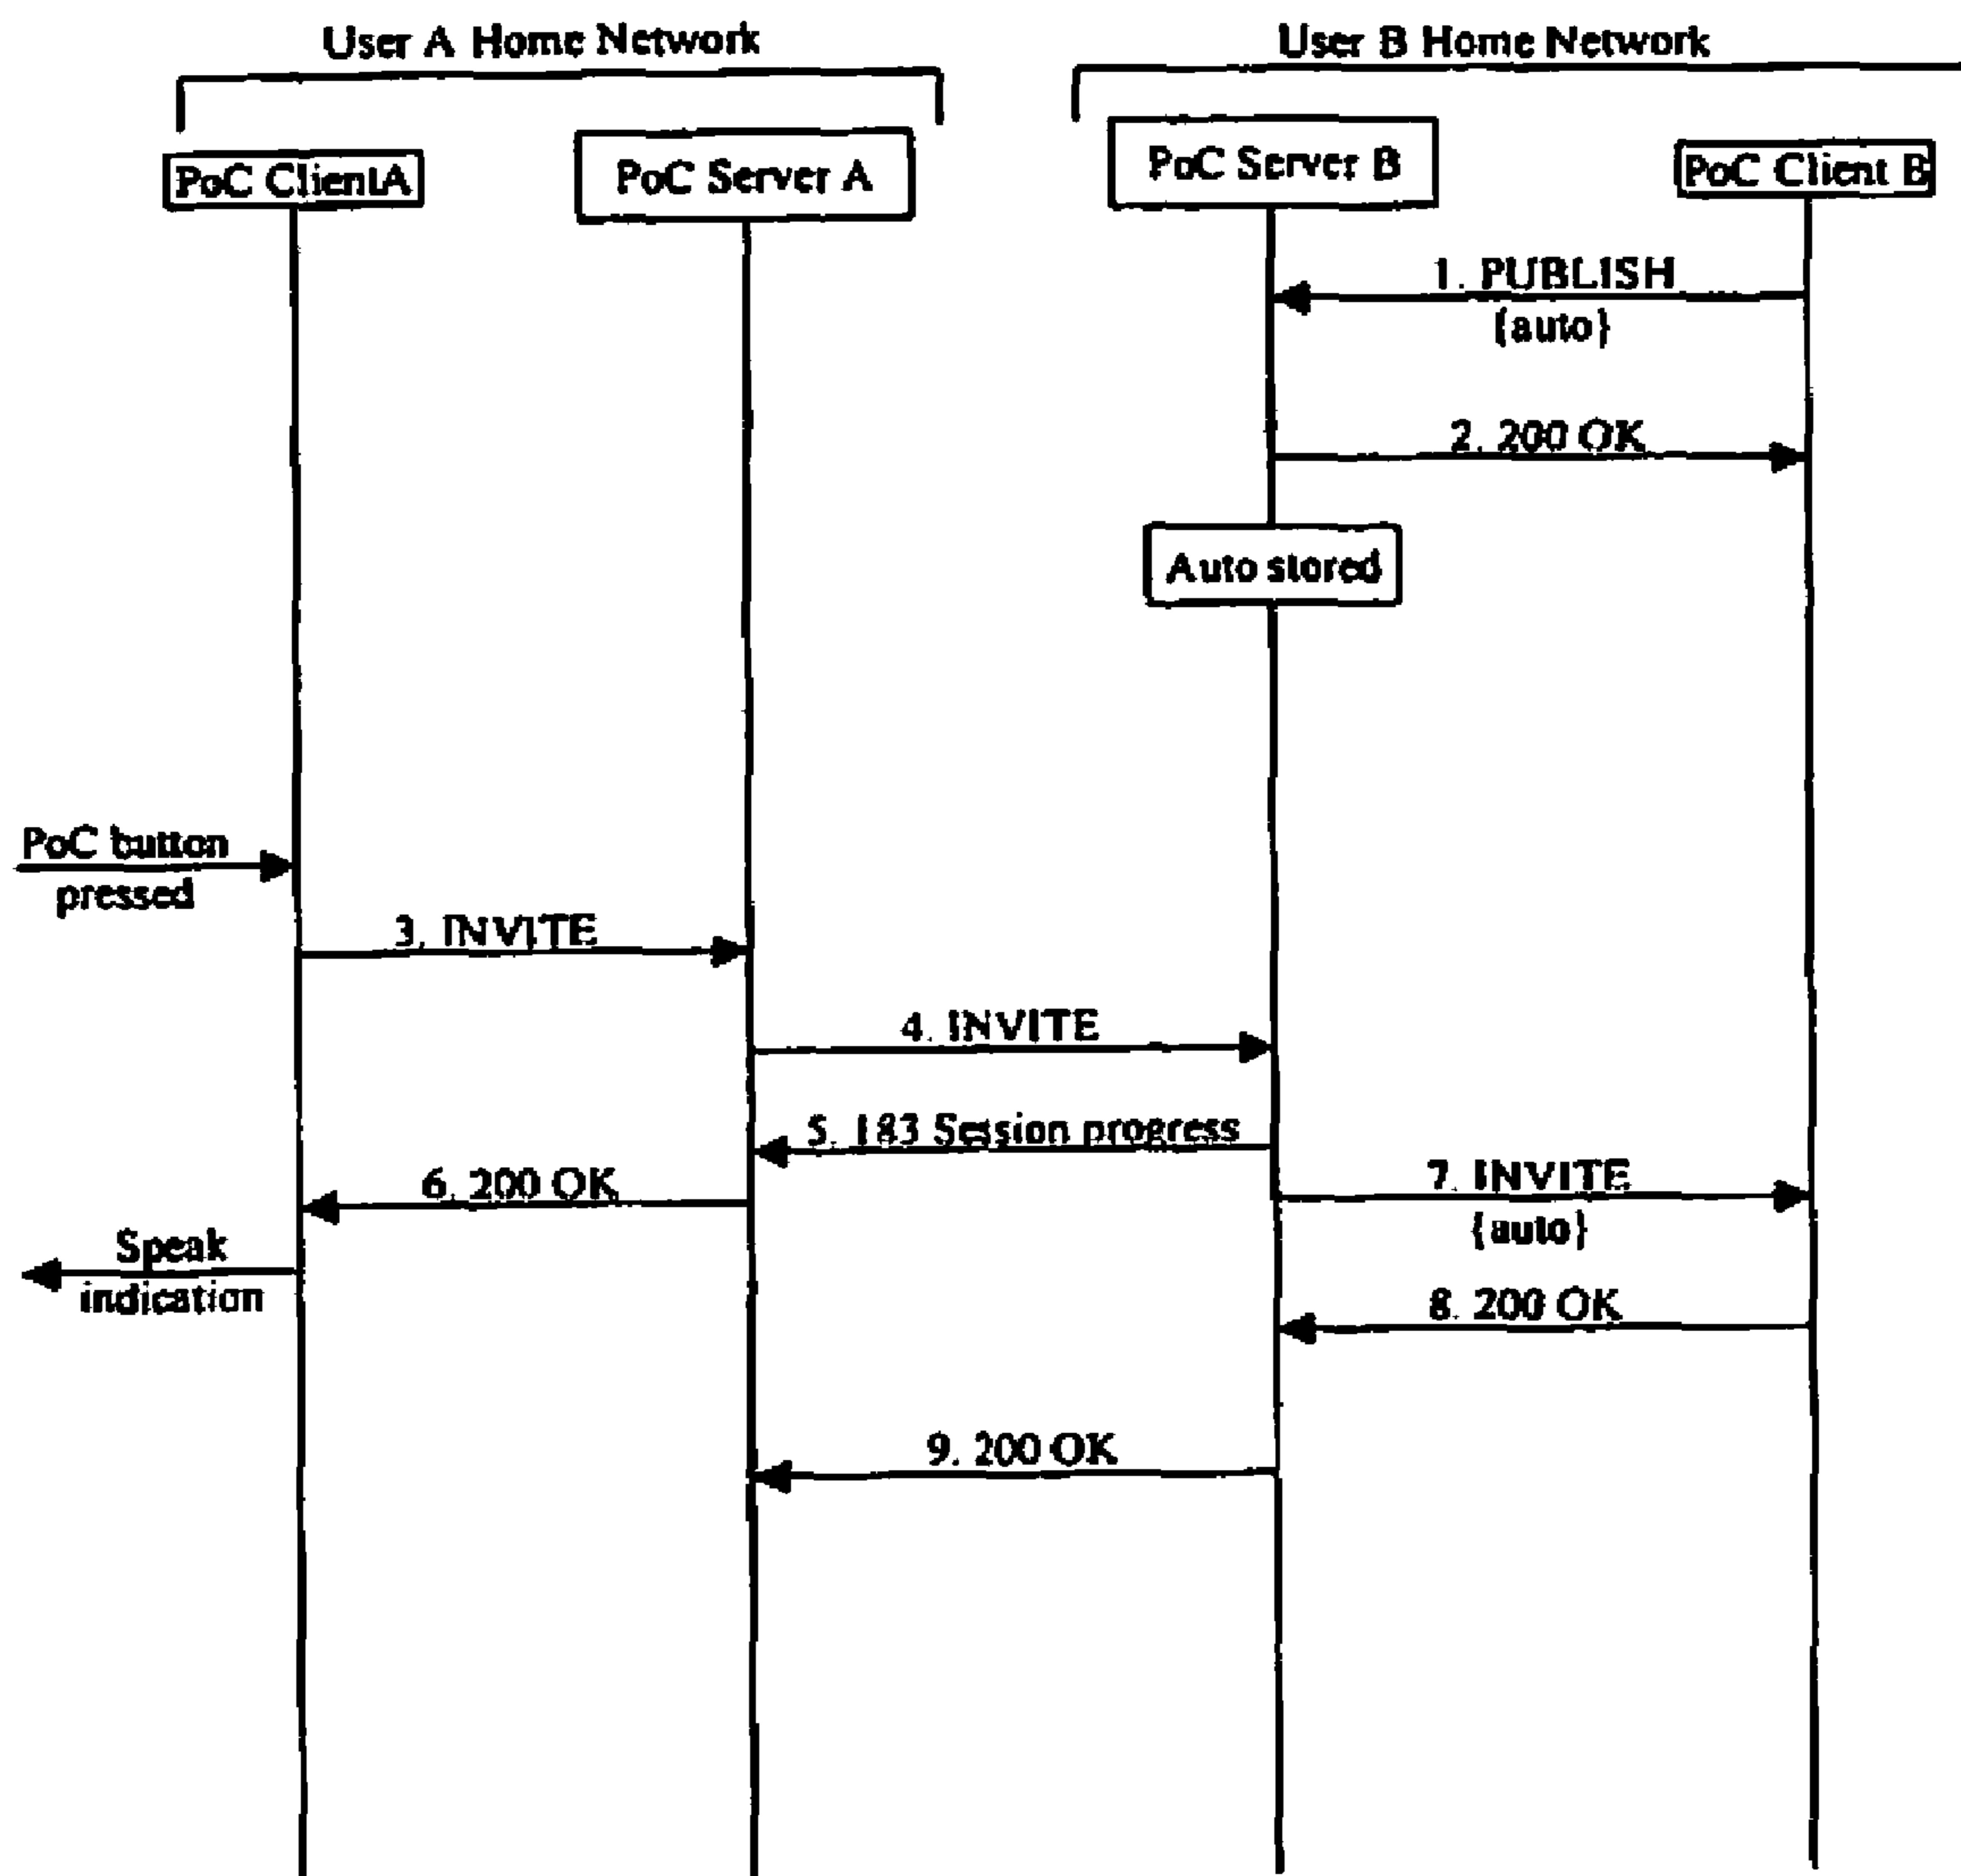 User A Home Network
User B Home Network
PoC ClientA
PoC Server A
PoC Server B
PoC Client B
1. PUBLISH
{auto}
2. 200 OK
Auto stored
PoC button
pressed
3. INVITE
4. INVITE
5. 183 Session progress
6. 200 OK
7. INVITE
{auto}
Speak
indication
8. 200 OK
9. 200 OK